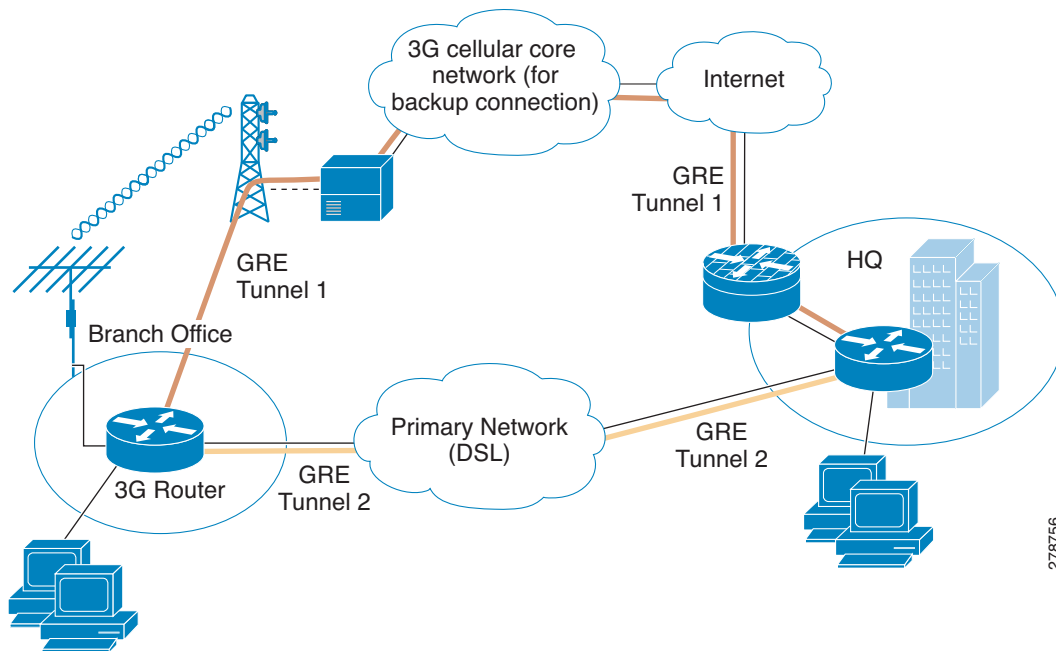 3G cellular core
network (for
backup connection)
Internet
GRE
Tunnel 1
GRE
Tunnel 1
HQ
Branch Office
Primary Network
(DSL)
GRE
Tunnel 2
3G Router
GRE
Tunnel 2
278756